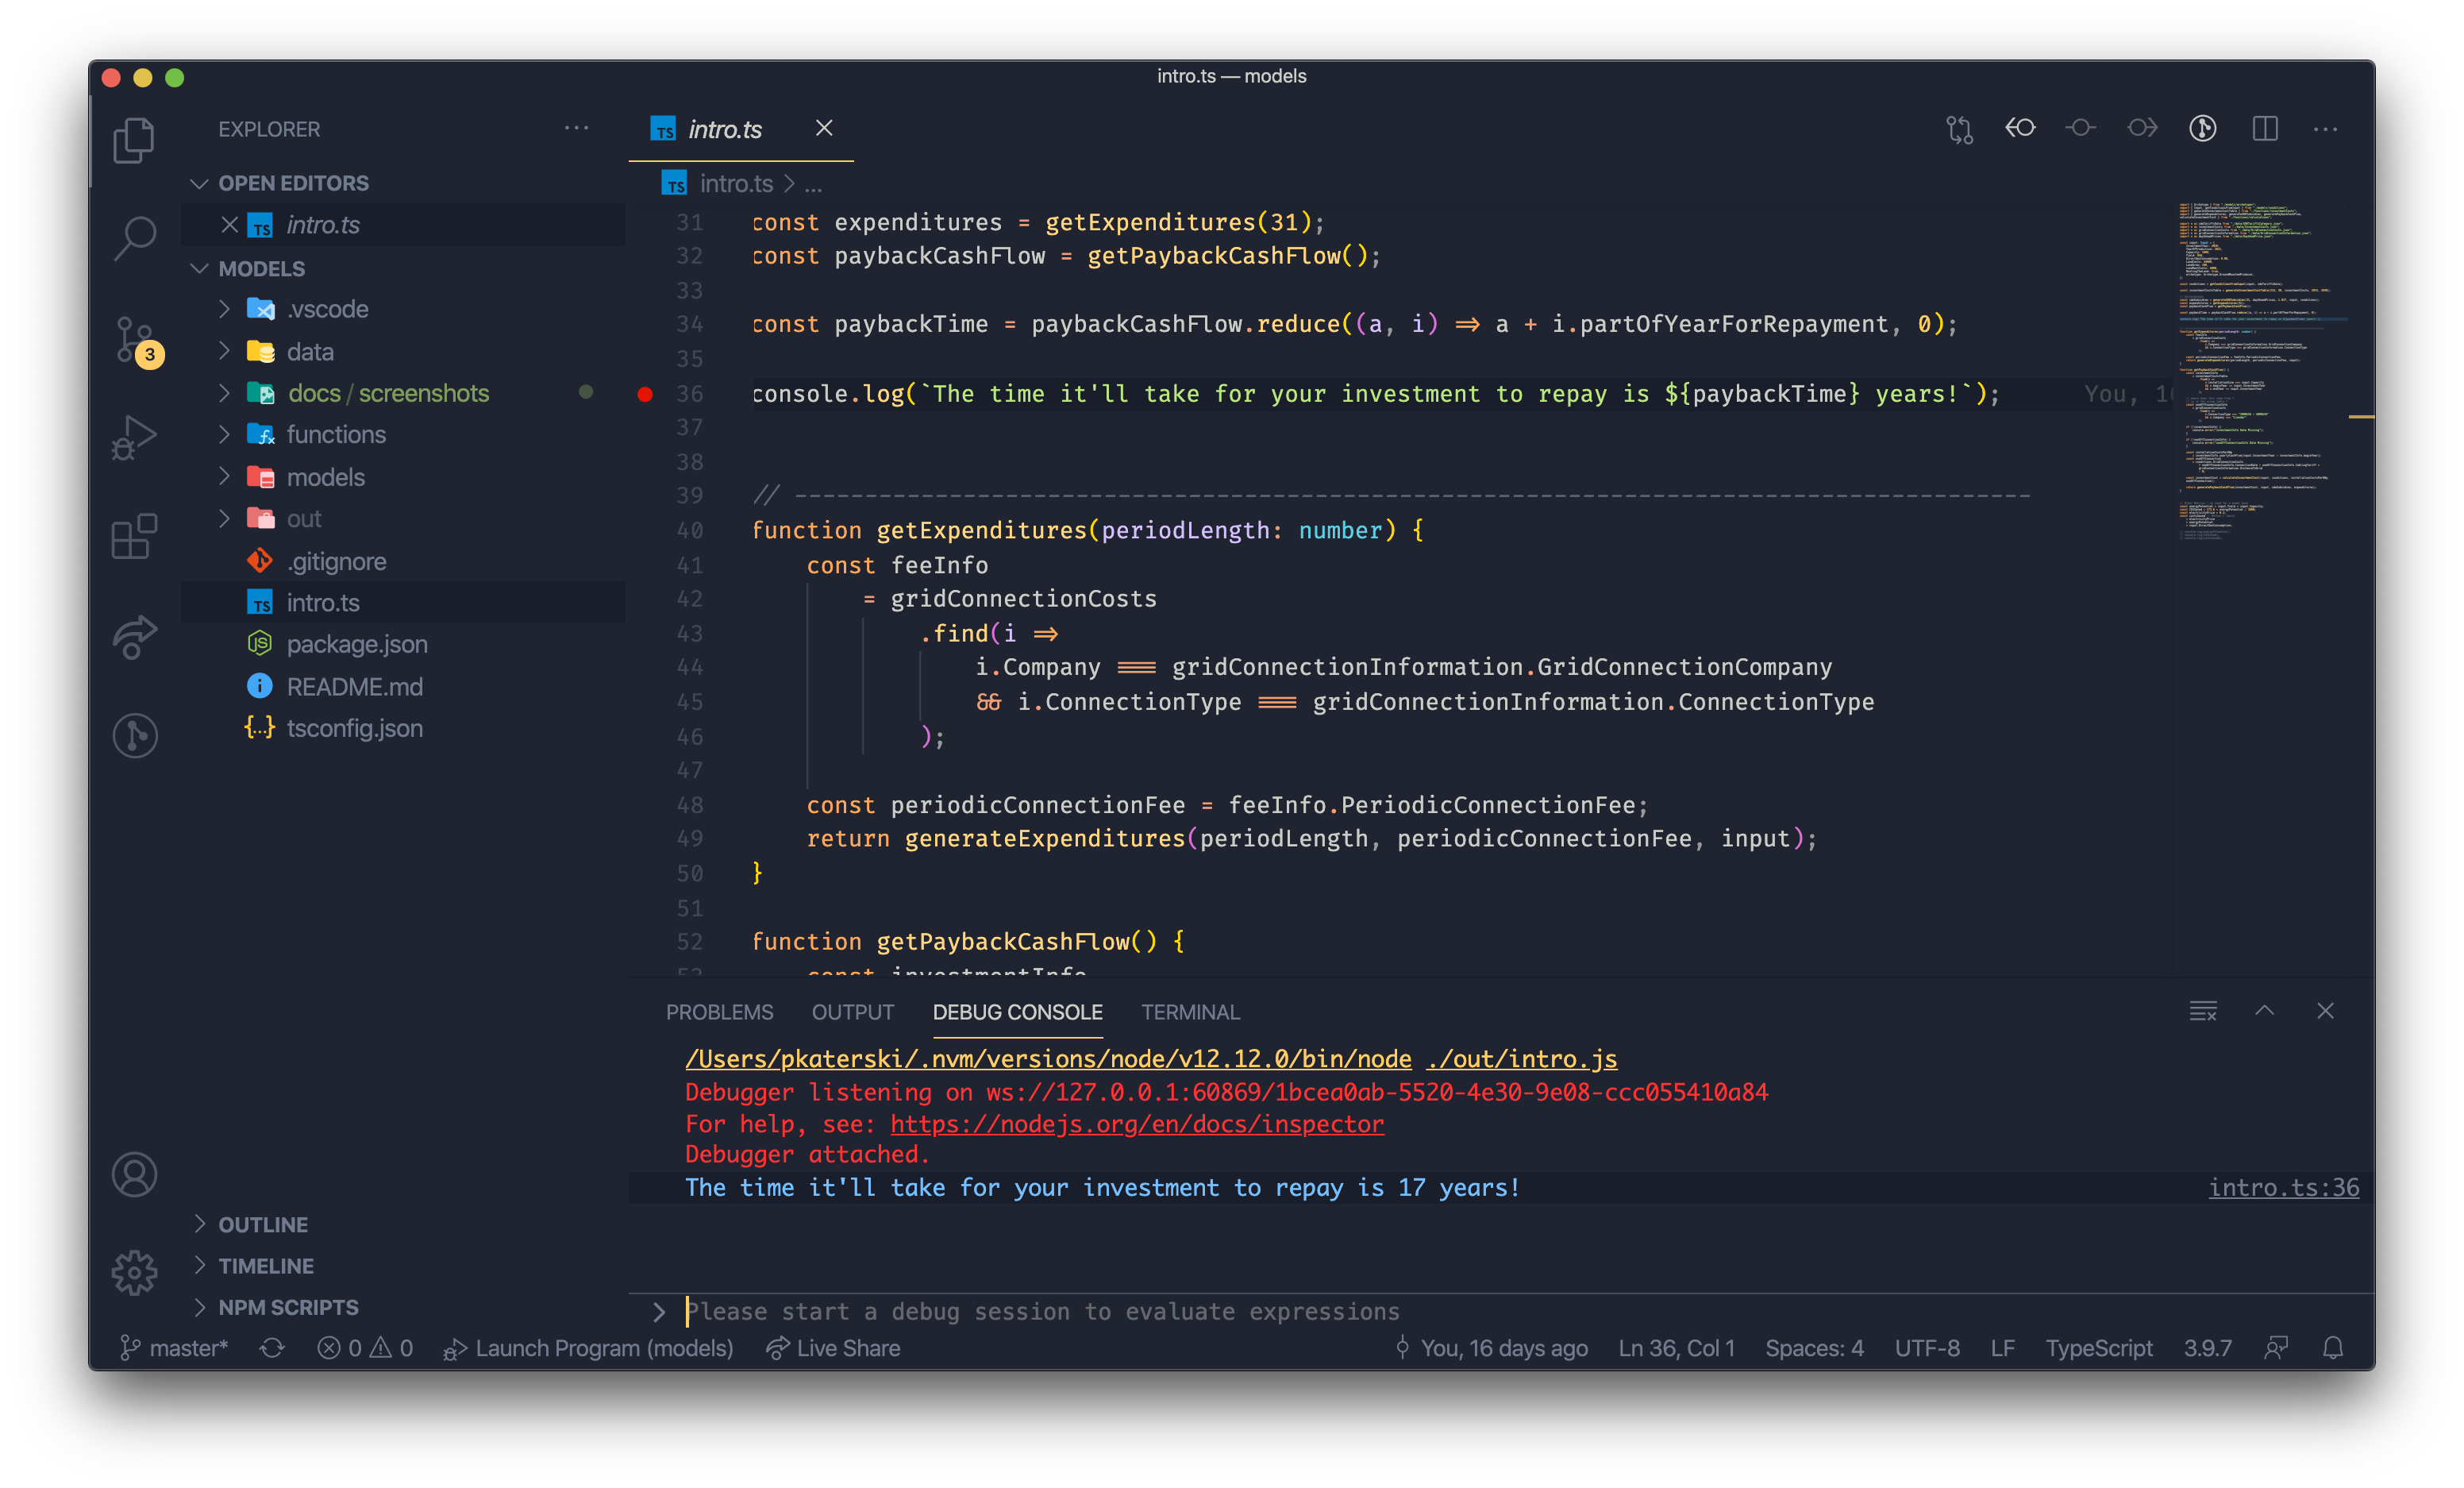 intro.ts — models
EXPLORER
OPEN EDITORS
intro.ts
MODELS
.vscode
data
docs / screenshots
functions
models
out
.gitignore
intro.ts
package.json
README.md
tsconfig.json
OUTLINE
TIMELINE
NPM SCRIPTS
3
intro.ts
intro.ts > ...
31 const expenditures = getExpenditures(31);
32 const paybackCashFlow = getPaybackCashFlow();
33
34 const paybackTime = paybackCashFlow.reduce((a, i) => a + i.partOfYearForRepayment, 0);
35
36 console.log(`The time it'll take for your investment to repay is ${paybackTime} years!`); You, 16
37
38
39 // ----------------------------------------------------------------------------------------
40 function getExpenditures(periodLength: number) {
41 const feeInfo
42 = gridConnectionCosts
43 .find(i =>
44 i.Company === gridConnectionInformation.GridConnectionCompany
45 && i.ConnectionType === gridConnectionInformation.ConnectionType
46 );
47
48 const periodicConnectionFee = feeInfo.PeriodicConnectionFee;
49 return generateExpenditures(periodLength, periodicConnectionFee, input);
50 }
51
52 function getPaybackCashFlow() {
53 const investmentInfo
PROBLEMS OUTPUT DEBUG CONSOLE TERMINAL
/Users/pkaterski/.nvm/versions/node/v12.12.0/bin/node ./out/intro.js
Debugger listening on ws://127.0.0.1:60869/1bcea0ab-5520-4e30-9e08-ccc055410a84
For help, see: https://nodejs.org/en/docs/inspector
Debugger attached.
The time it'll take for your investment to repay is 17 years! intro.ts:36
Please start a debug session to evaluate expressions
master* 0 0 Launch Program (models) Live Share You, 16 days ago Ln 36, Col 1 Spaces: 4 UTF-8 LF TypeScript 3.9.7